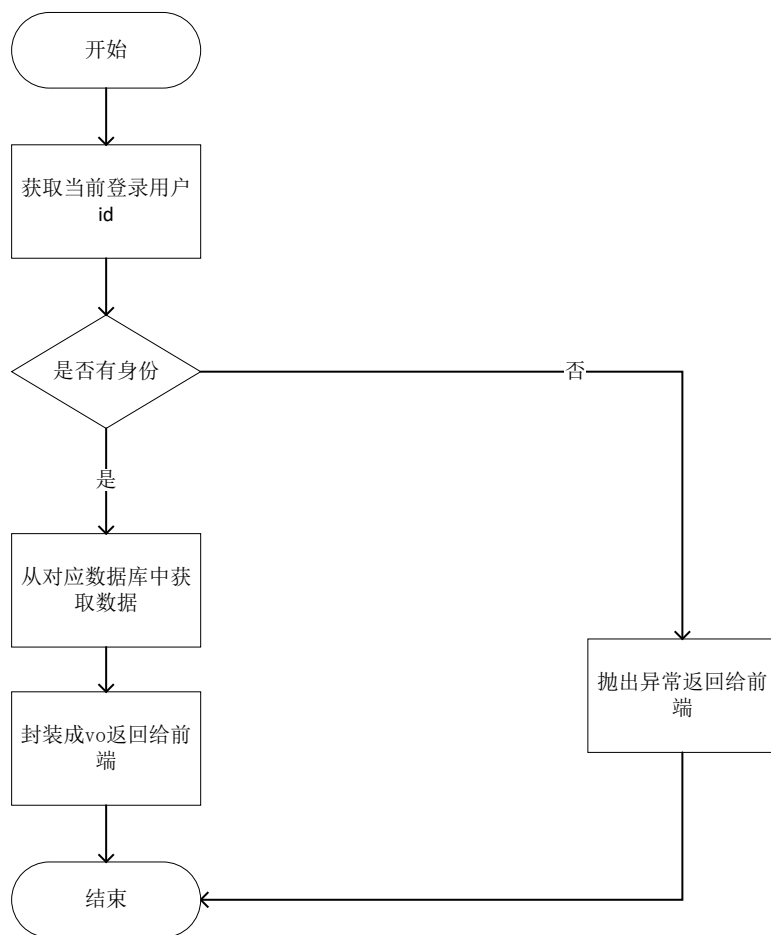 开始
获取当前登录用户
id
是否有身份
否
是
从对应数据库中获
取数据
抛出异常返回给前
端
封装成vo返回给前
端
结束